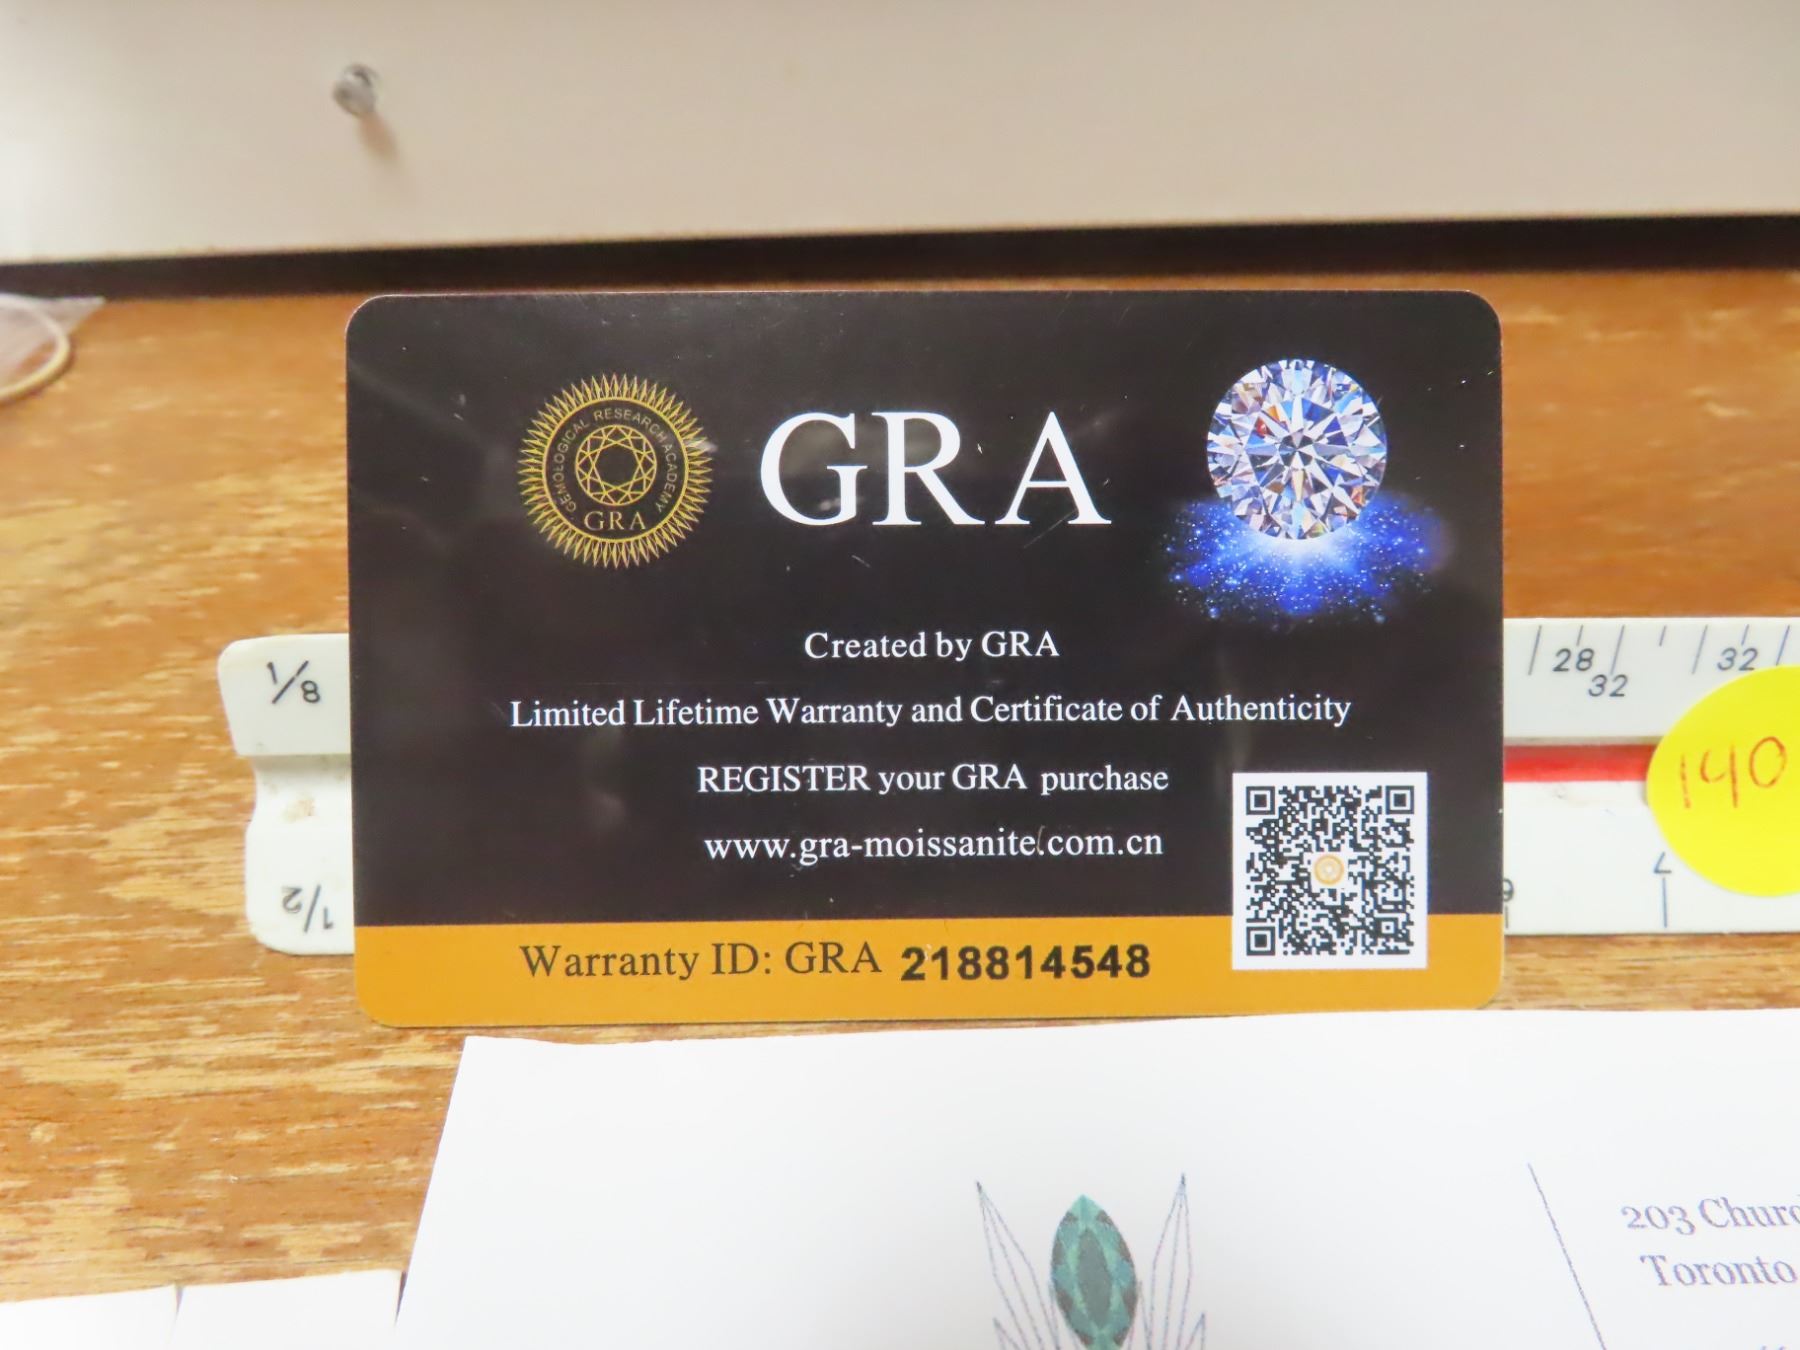 GEMOLOGICAL RESEARCH ACADEMY
GRA
GRA
Created by GRA
Limited Lifetime Warranty and Certificate of Authenticity
REGISTER your GRA purchase
www.gra-moissanite.com.cn
Warranty ID: GRA 218814548
1/8
28
32
32
140
1/2
203
Toronto